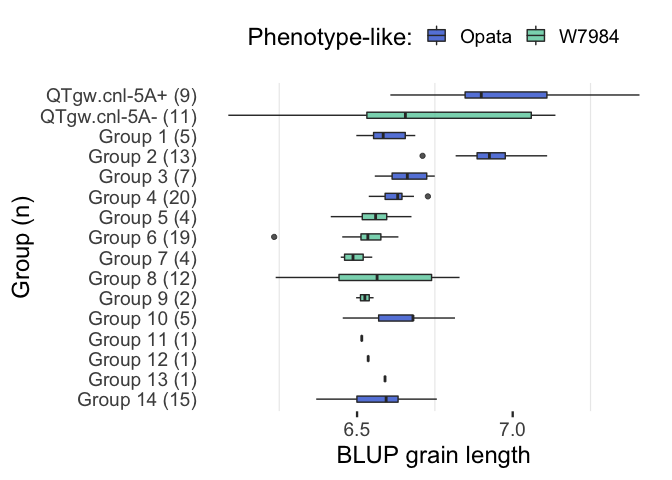 Phenotype-like: Opata W7984
Group (n)
QTgw.cnl-5A+ (9)
QTgw.cnl-5A- (11)
Group 1 (5)
Group 2 (13)
Group 3 (7)
Group 4 (20)
Group 5 (4)
Group 6 (19)
Group 7 (4)
Group 8 (12)
Group 9 (2)
Group 10 (5)
Group 11 (1)
Group 12 (1)
Group 13 (1)
Group 14 (15)
6.5 7.0
BLUP grain length